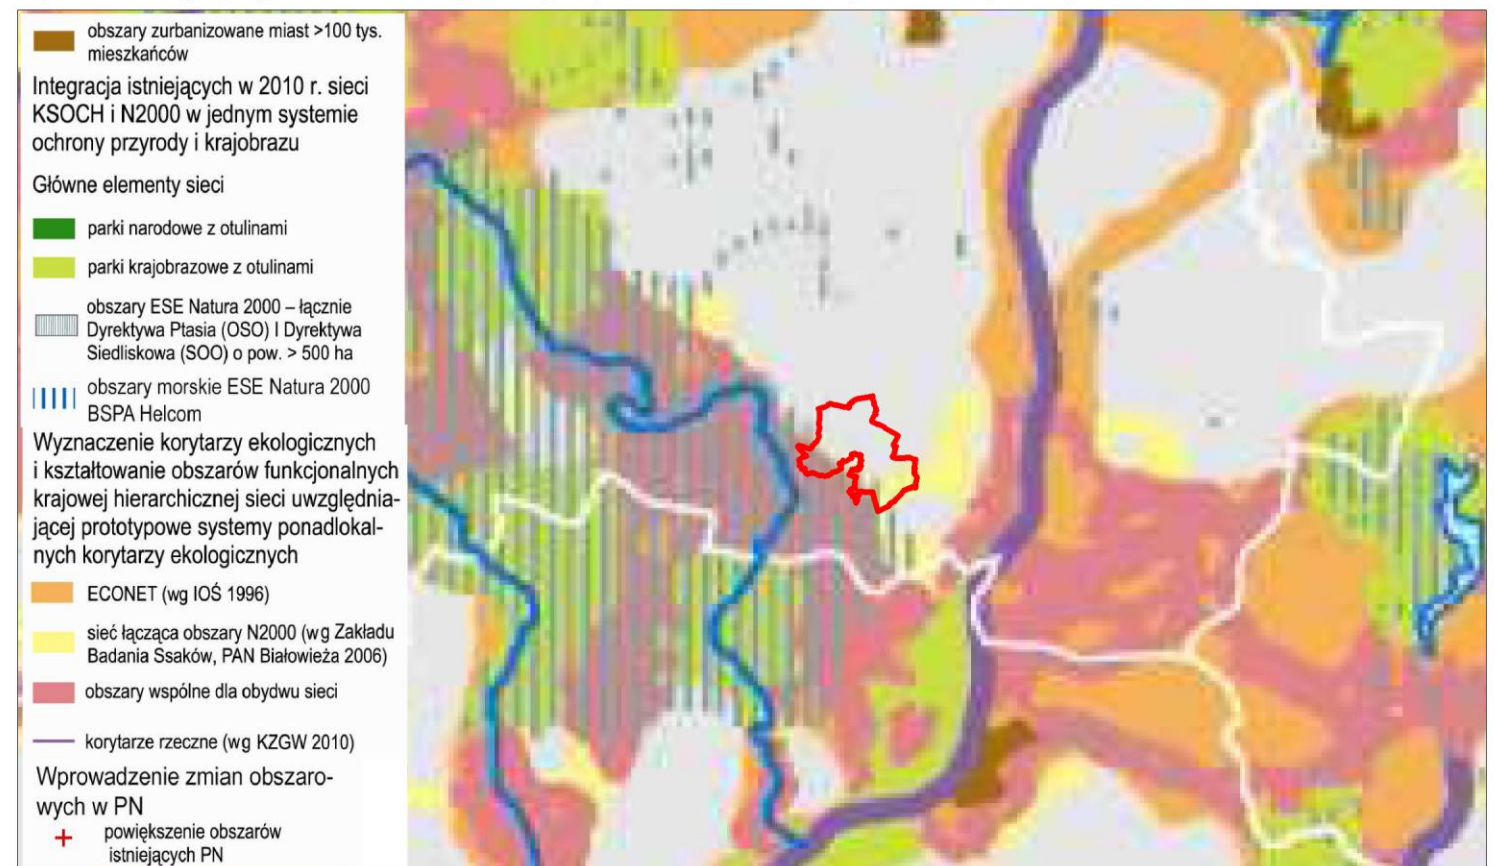 obszary zurbanizowane miast >100 tys.
mieszkańców
Integracja istniejących w 2010 r. sieci
KSOCH i N2000 w jednym systemie
ochrony przyrody i krajobrazu
Główne elementy sieci
parki narodowe z otulinami
parki krajobrazowe z otulinami
obszary ESE Natura 2000 – łącznie
Dyrektywa Ptasia (OSO) I Dyrektywa
Siedliskowa (SOO) o pow. > 500 ha
obszary morskie ESE Natura 2000
BSPA Helcom
Wyznaczenie korytarzy ekologicznych
i kształtowanie obszarów funkcjonalnych
krajowej hierarchicznej sieci uwzględnia-
jącej prototypowe systemy ponadlokal-
nych korytarzy ekologicznych
ECONET (wg IOŚ 1996)
sieć łącząca obszary N2000 (wg Zakładu
Badania Ssaków, PAN Białowieża 2006)
obszary wspólne dla obydwu sieci
korytarze rzeczne (wg KZGW 2010)
Wprowadzenie zmian obszaro-
wych w PN
powiększenie obszarów
istniejących PN